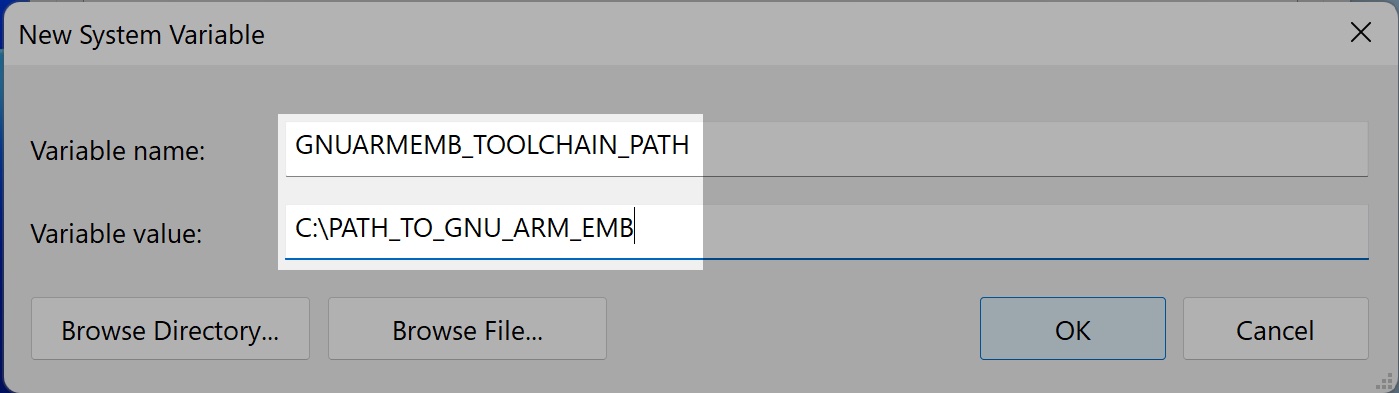 New System Variable
Variable name:
GNUARMEMB_TOOLCHAIN_PATH
Variable value:
C:\PATH_TO_GNU_ARM_EMB
Browse Directory...
Browse File...
OK
Cancel